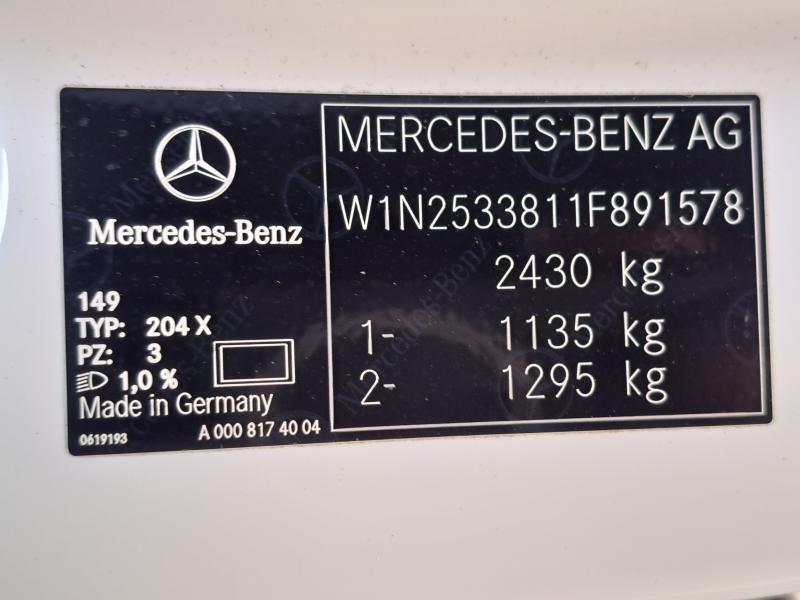 Mercedes-Benz
149
TYP: 204 X
PZ: 3
1,0 %
Made in Germany
0619193 A 000 817 40 04
MERCEDES-BENZ AG
W1N2533811F891578
2430 kg
1- 1135 kg
2- 1295 kg